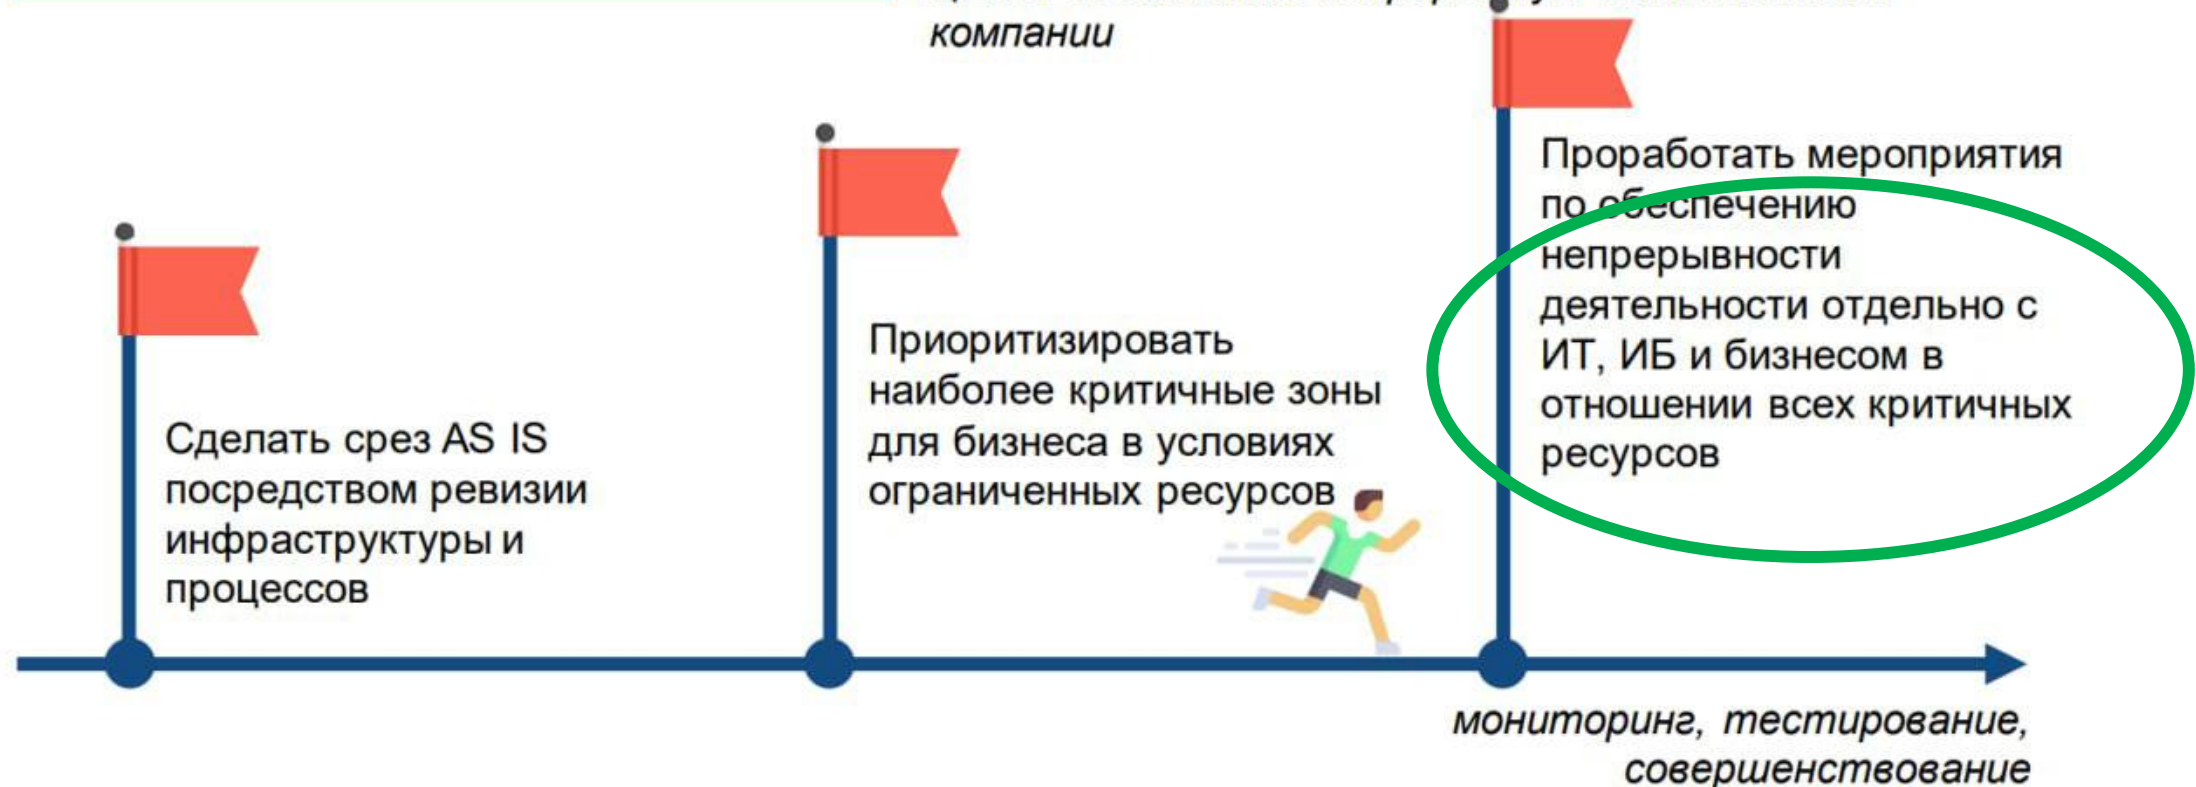 компании
Проработать мероприятия
по обеспечению
непрерывности
деятельности отдельно с
ИТ, ИБ и бизнесом в
отношении всех критичных
ресурсов
Приоритизировать
наиболее критичные зоны
для бизнеса в условиях
ограниченных ресурсов
Сделать срез AS IS
посредством ревизии
инфраструктуры и
процессов
мониторинг, тестирование,
совершенствование